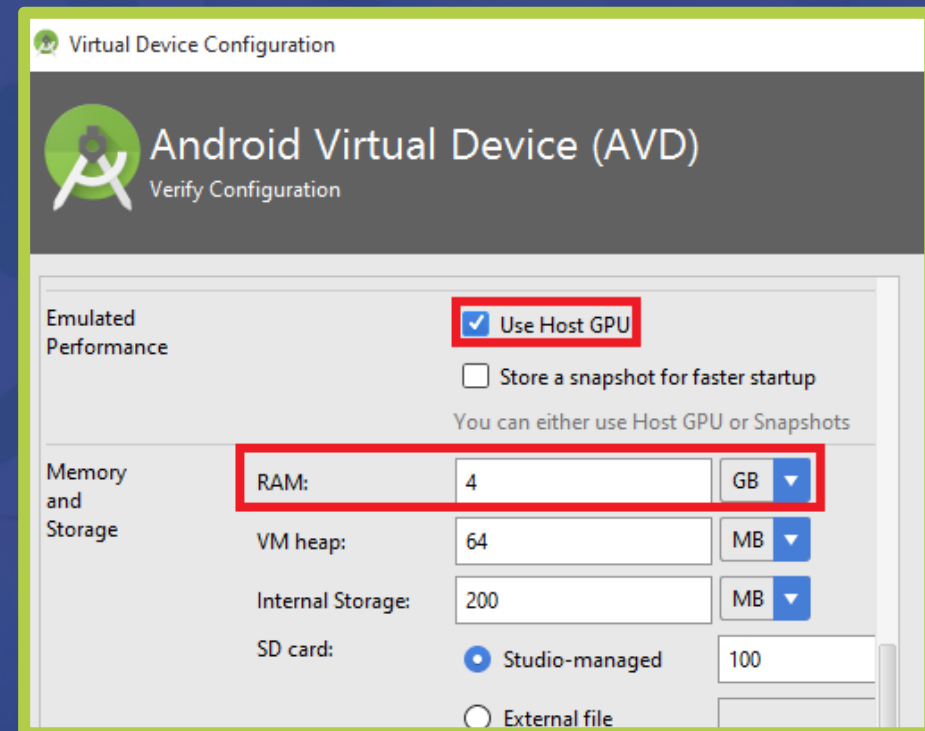 Virtual Device Configuration
Android Virtual Device (AVD)
Verify Configuration
Emulated
Performance
Use Host GPU
Store a snapshot for faster startup
You can either use Host GPU or Snapshots
Memory
and
Storage
RAM: 4 GB
VM heap: 64 MB
Internal Storage: 200 MB
SD card:
Studio-managed 100
External file